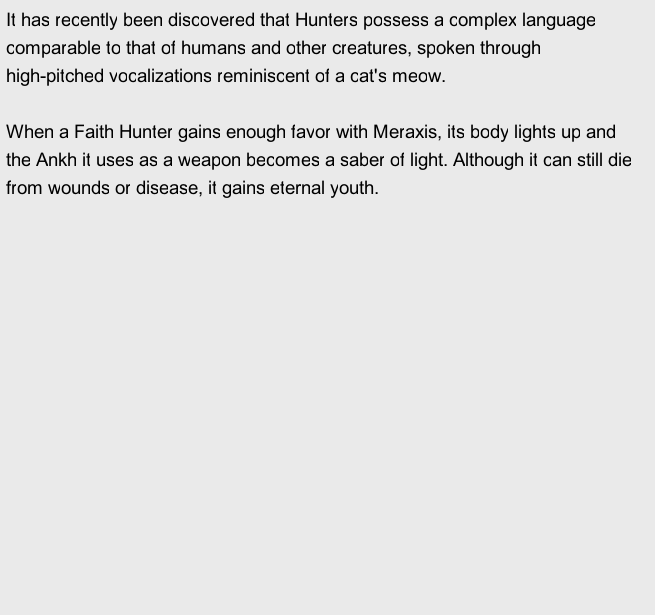 It has recently been discovered that Hunters possess a complex language
comparable to that of humans and other creatures, spoken through
high-pitched vocalizations reminiscent of a cat's meow.

When a Faith Hunter gains enough favor with Meraxis, its body lights up and
the Ankh it uses as a weapon becomes a saber of light. Although it can still die
from wounds or disease, it gains eternal youth.